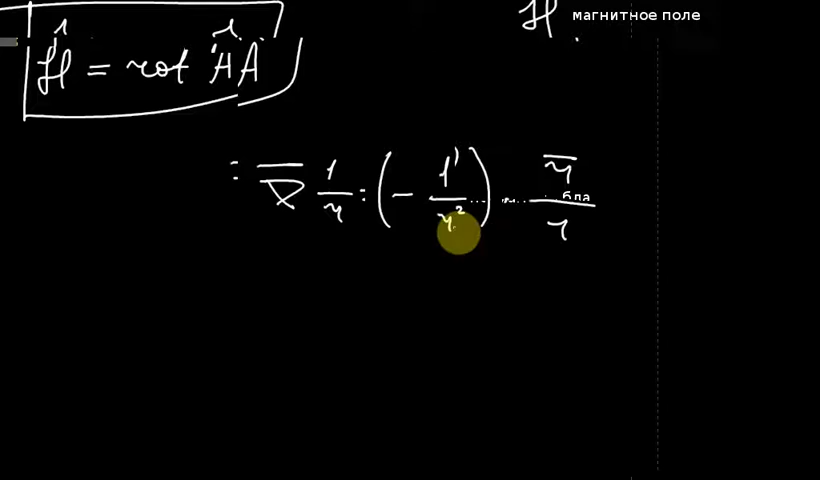 H магнитное поле
H = rot A
∇ 1/r = (− 1/r²) r/r